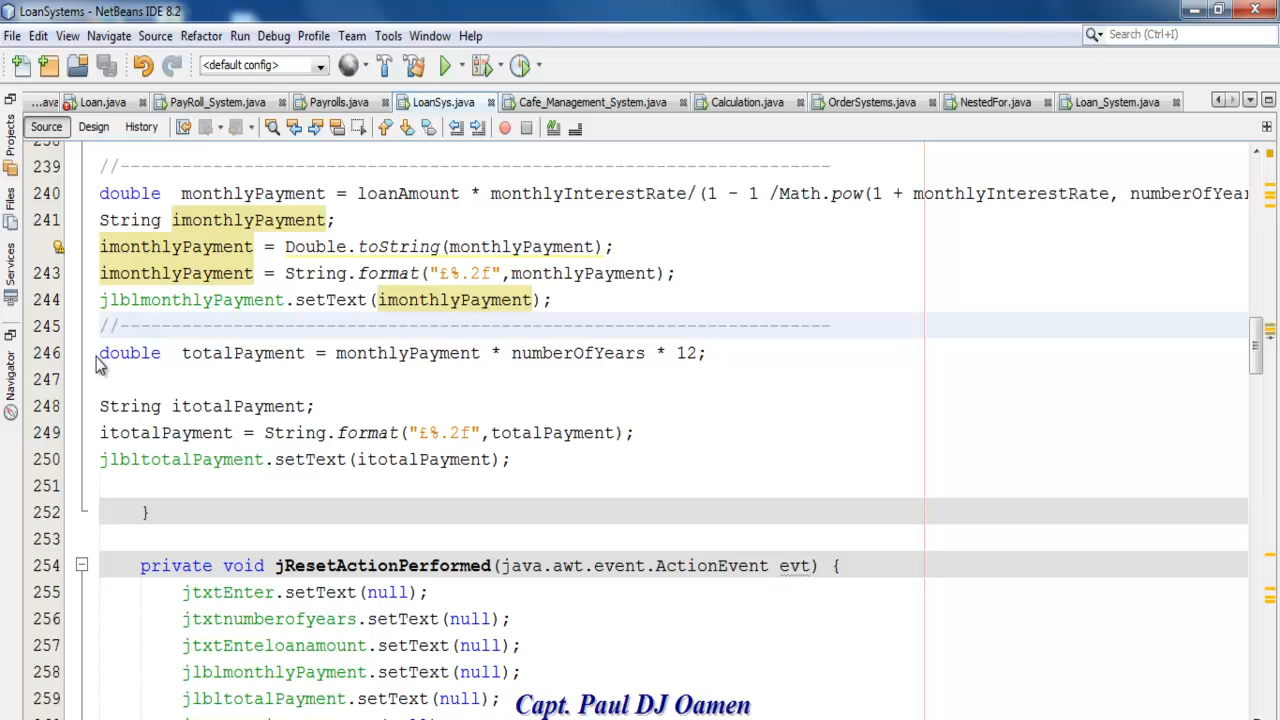 LoanSystems - NetBeans IDE 8.2
File Edit View Navigate Source Refactor Run Debug Profile Team Tools Window Help
Search (Ctrl+I)
<default config>
...ava Loan.java PayRoll_System.java Payrolls.java LoanSys.java Cafe_Management_System.java Calculation.java OrderSystems.java NestedFor.java Loan_System.java
Source Design History
Projects
Files
Services
Navigator
239 //---------------------------------------------------------------------
240 double  monthlyPayment = loanAmount * monthlyInterestRate/(1 - 1 /Math.pow(1 + monthlyInterestRate, numberOfYears
241 String imonthlyPayment;
imonthlyPayment = Double.toString(monthlyPayment);
243 imonthlyPayment = String.format("£%.2f",monthlyPayment);
244 jlblmonthlyPayment.setText(imonthlyPayment);
245 //---------------------------------------------------------------------
246 double  totalPayment = monthlyPayment * numberOfYears * 12;
247
248 String itotalPayment;
249 itotalPayment = String.format("£%.2f",totalPayment);
250 jlbltotalPayment.setText(itotalPayment);
251
252     }
253
254     private void jResetActionPerformed(java.awt.event.ActionEvent evt) {
255         jtxtEnter.setText(null);
256         jtxtnumberofyears.setText(null);
257         jtxtEnteloanamount.setText(null);
258         jlblmonthlyPayment.setText(null);
259         jlbltotalPayment.setText(null);
Capt. Paul DJ Oamen